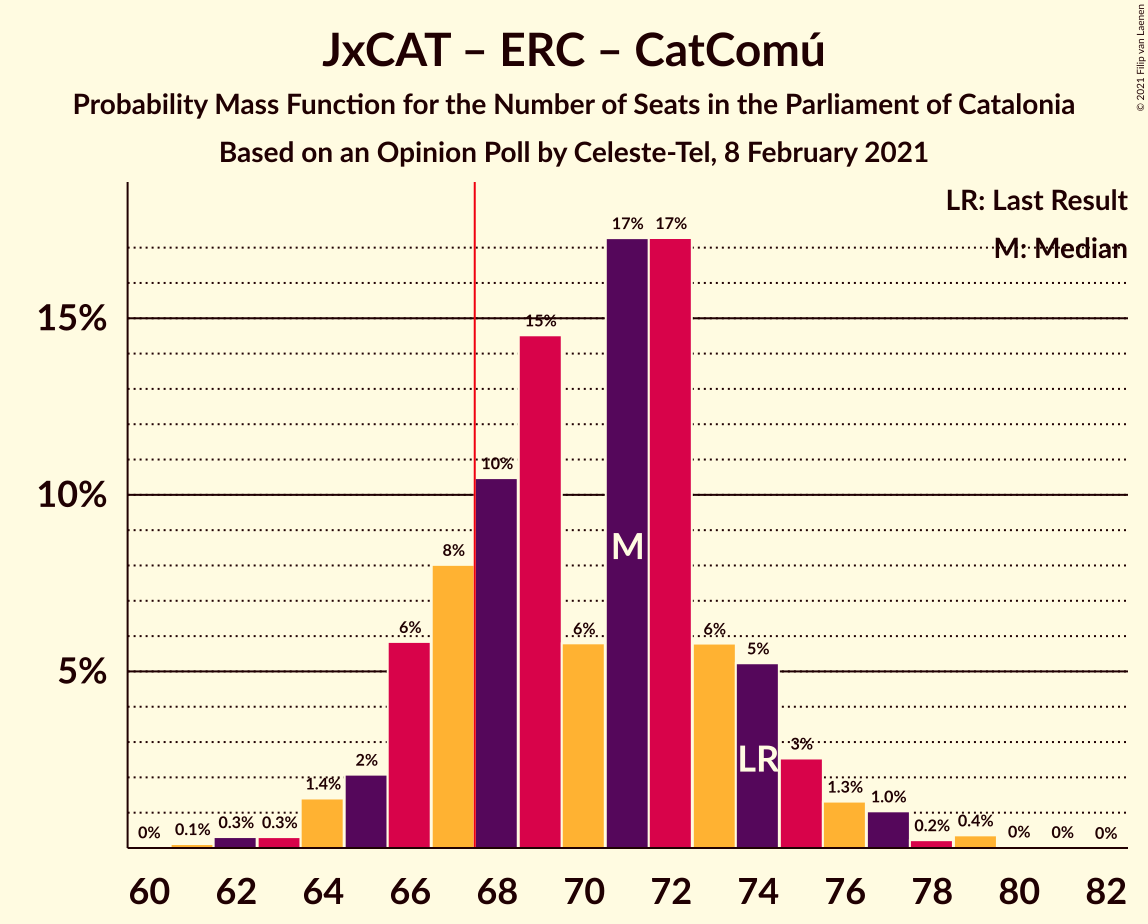 JxCAT – ERC – CatComú
Probability Mass Function for the Number of Seats in the Parliament of Catalonia
Based on an Opinion Poll by Celeste-Tel, 8 February 2021
© 2021 Filip van Laenen
LR: Last Result
M: Median
15%
10%
5%
0%
0.1%
0.3%
0.3%
1.4%
2%
6%
8%
10%
15%
6%
17%
17%
6%
5%
3%
1.3%
1.0%
0.2%
0.4%
0%
0%
0%
M
LR
60 62 64 66 68 70 72 74 76 78 80 82